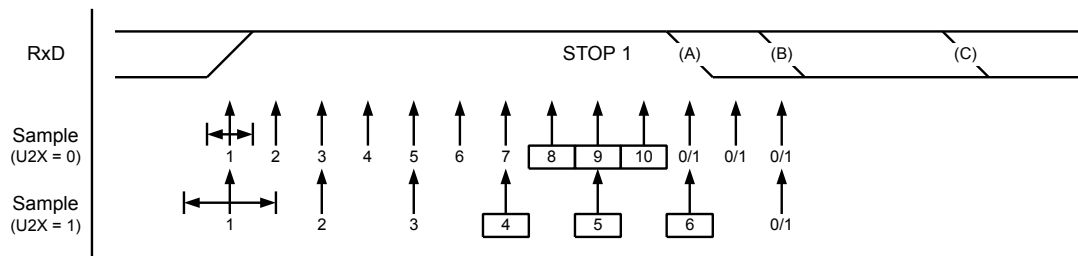 RxD STOP 1 (A) (B) (C)
Sample
(U2X = 0) 1 2 3 4 5 6 7 8 9 10 0/1 0/1 0/1
Sample
(U2X = 1) 1 2 3 4 5 6 0/1